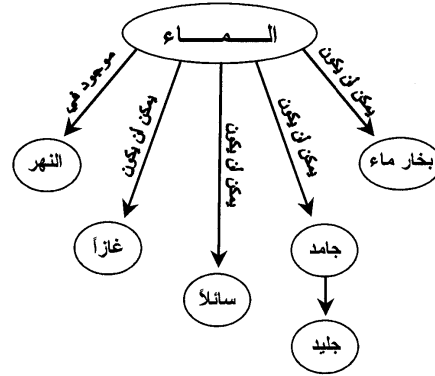 الـمـاء
يمكن أن يكون
بخار ماء
يمكن أن يكون
جامد
جليد
يمكن أن يكون
سائلاً
يمكن أن يكون
غازاً
موجود في
النهر